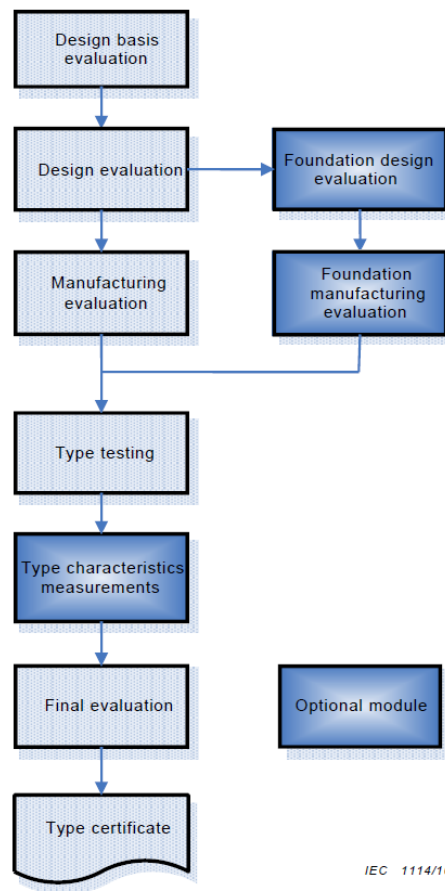 Design basis
evaluation
Design evaluation
Foundation design
evaluation
Manufacturing
evaluation
Foundation
manufacturing
evaluation
Type testing
Type characteristics
measurements
Final evaluation
Optional module
Type certificate
IEC 1114/1